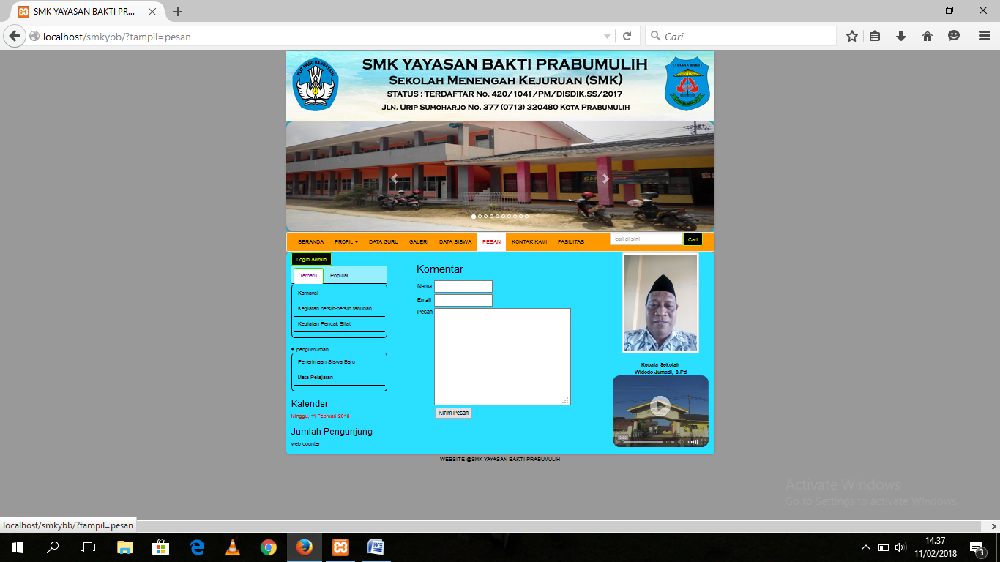 SMK YAYASAN BAKTI PR...
localhost/smkybb/?tampil=pesan
Cari
SMK YAYASAN BAKTI PRABUMULIH
SEKOLAH MENENGAH KEJURUAN (SMK)
STATUS : TERDAFTAR NO. 420/1041/PM/DISDIK.SS/2017
JLN. URIP SUMOHARJO NO. 377 (0713) 320480 KOTA PRABUMULIH
TUT WURI HANDAYANI
YAYASAN BAKTI
PRABUMULIH
BERANDA PROFIL DATA GURU GALERI DATA SISWA PESAN KONTAK KAMI FASILITAS
cari di sini
Cari
Login Admin
Terbaru Popular
Karnaval
Kegiatan bersih-bersih tahunan
Kegiatan Pencak Silat
pengumuman
Penerimaan Siswa Baru
Mata Pelajaran
Kalender
Minggu, 11 Februari 2018
Jumlah Pengunjung
web counter
Komentar
Nama
Email
Pesan
Kirim Pesan
Kepala Sekolah
Widodo Jumadi, S.Pd
0:00
0:30
WEBSITE @SMK YAYASAN BAKTI PRABUMULIH
Activate Windows
Go to Settings to activate Windows.
localhost/smkybb/?tampil=pesan
14.37
11/02/2018
3